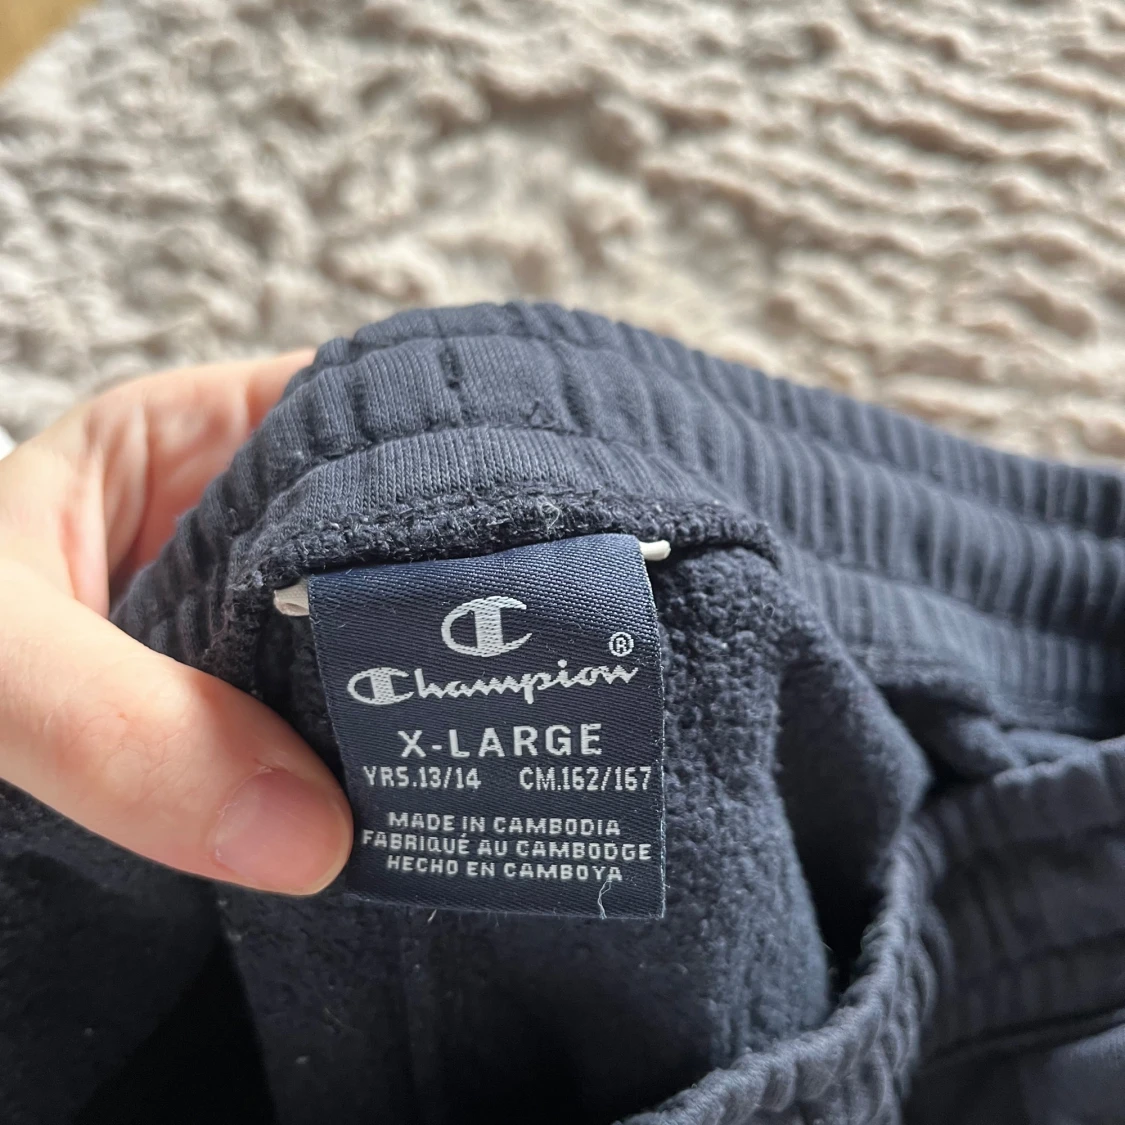 Champion®
X-LARGE
YRS.13/14 CM.162/167
MADE IN CAMBODIA
FABRIQUÉ AU CAMBODGE
HECHO EN CAMBOYA